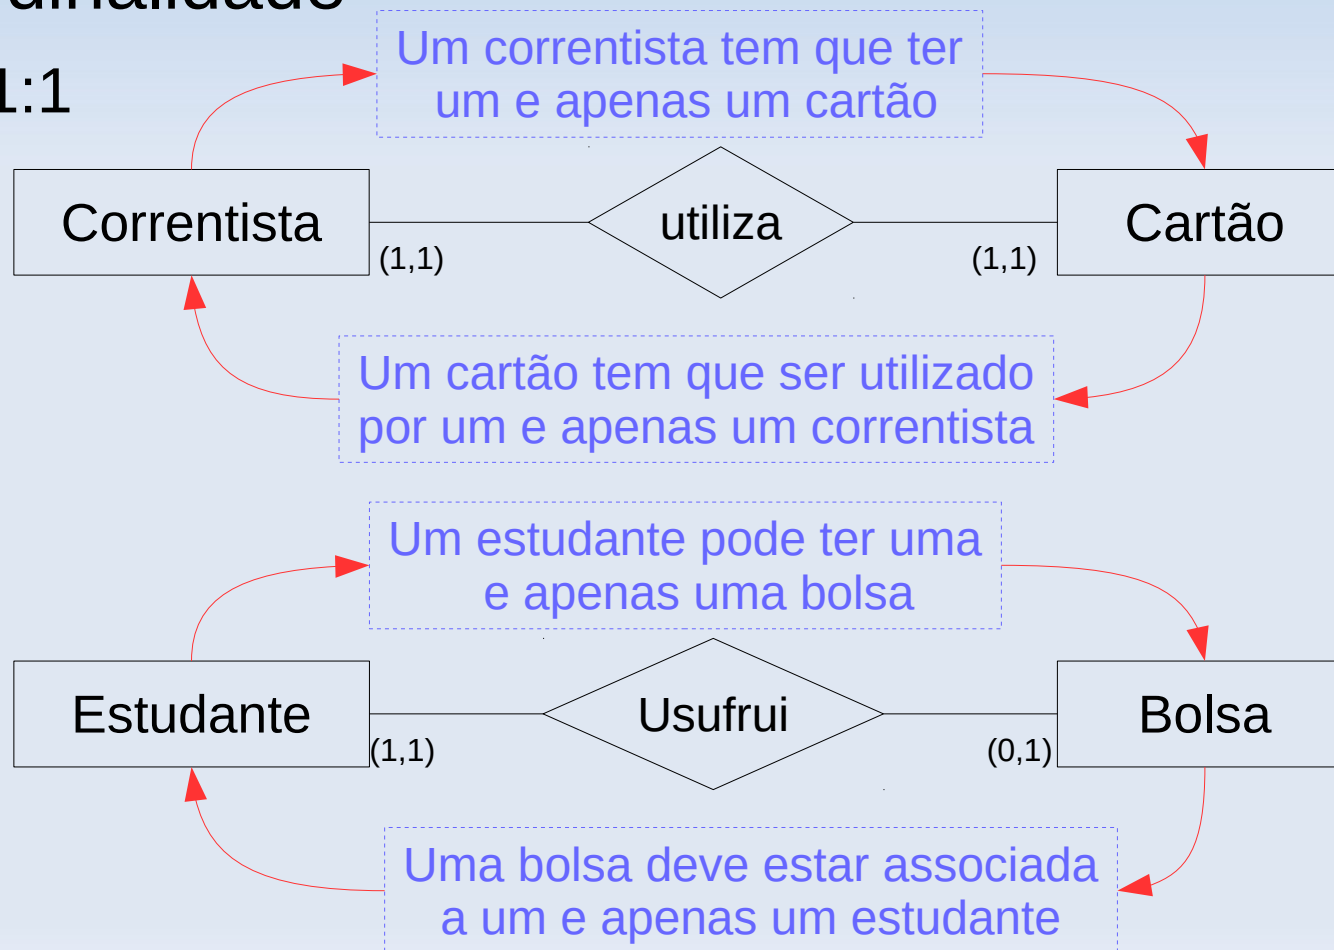 1:1
Um correntista tem que ter
um e apenas um cartão
Correntista
utiliza
Cartão
(1,1)
(1,1)
Um cartão tem que ser utilizado
por um e apenas um correntista
Um estudante pode ter uma
e apenas uma bolsa
Estudante
Usufrui
Bolsa
(1,1)
(0,1)
Uma bolsa deve estar associada
a um e apenas um estudante